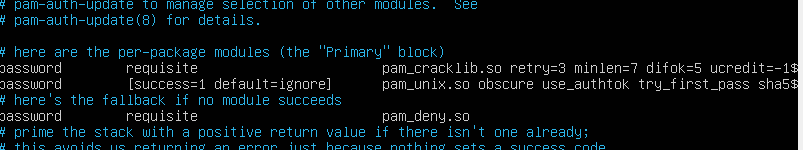 # pam-auth-update to manage selection of other modules.  See
# pam-auth-update(8) for details.
# here are the per-package modules (the "Primary" block)
password        requisite                       pam_cracklib.so retry=3 minlen=7 difok=5 ucredit=-1$
password        [success=1 default=ignore]      pam_unix.so obscure use_authtok try_first_pass sha5$
# here's the fallback if no module succeeds
password        requisite                       pam_deny.so
# prime the stack with a positive return value if there isn't one already;
# this avoids us returning an error just because nothing sets a success code